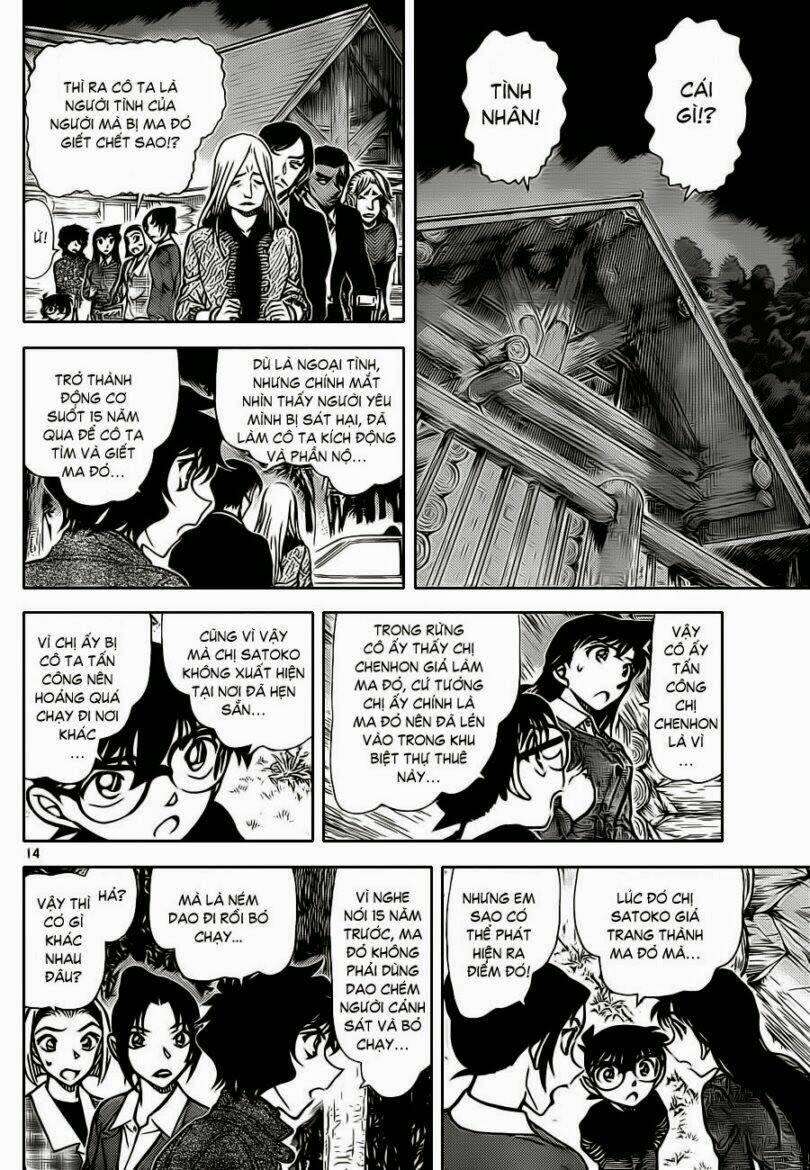 CÁI
GÌ!?
TÌNH
NHÂN!
THÌ RA CÔ TA LÀ
NGƯỜI TÌNH CỦA
NGƯỜI MÀ BỊ MA ĐỎ
GIẾT CHẾT SAO!?
Ừ!
DÙ LÀ NGOẠI TÌNH,
NHƯNG CHÍNH MẮT
NHÌN THẤY NGƯỜI YÊU
MÌNH BỊ SÁT HẠI, ĐÃ
LÀM CÔ TA KÍCH ĐỘNG
VÀ PHẪN NỘ...
TRỞ THÀNH
ĐỘNG CƠ
SUỐT 15 NĂM
QUA ĐỂ CÔ TA
TÌM VÀ GIẾT
MA ĐỎ...
VẬY
CÔ ẤY
TẤN
CÔNG
CHỊ
CHENHON
LÀ VÌ
...
TRONG RỪNG
CÔ ẤY THẤY CHỊ
CHENHON GIẢ LÀM
MA ĐỎ, CỨ TƯỞNG
CHỊ ẤY CHÍNH LÀ
MA ĐỎ NÊN ĐÃ LẺN
VÀO TRONG KHU
BIỆT THỰ THUÊ
NÀY...
CŨNG VÌ VẬY
MÀ CHỊ SATOKO
KHÔNG XUẤT HIỆN
TẠI NƠI ĐÃ HẸN
SẴN...
VÌ CHỊ ẤY BỊ
CÔ TA TẤN
CÔNG NÊN
HOẢNG QUÁ
CHẠY ĐI NƠI
KHÁC
...
14
LÚC ĐÓ CHỊ
SATOKO GIẢ
TRANG THÀNH
MA ĐỎ MÀ...
NHƯNG EM
SAO CÓ
THỂ PHÁT
HIỆN RA
ĐIỂM ĐÓ!
VÌ NGHE
NÓI 15 NĂM
TRƯỚC, MA
ĐỎ KHÔNG
PHẢI DÙNG
DAO CHÉM
NGƯỜI CẢNH
SÁT VÀ BỎ
CHẠY...
MÀ LÀ NÉM
DAO ĐI RỒI BỎ
CHẠY...
HẢ?
VẬY THÌ
CÓ GÌ
KHÁC
NHAU
ĐÂU?